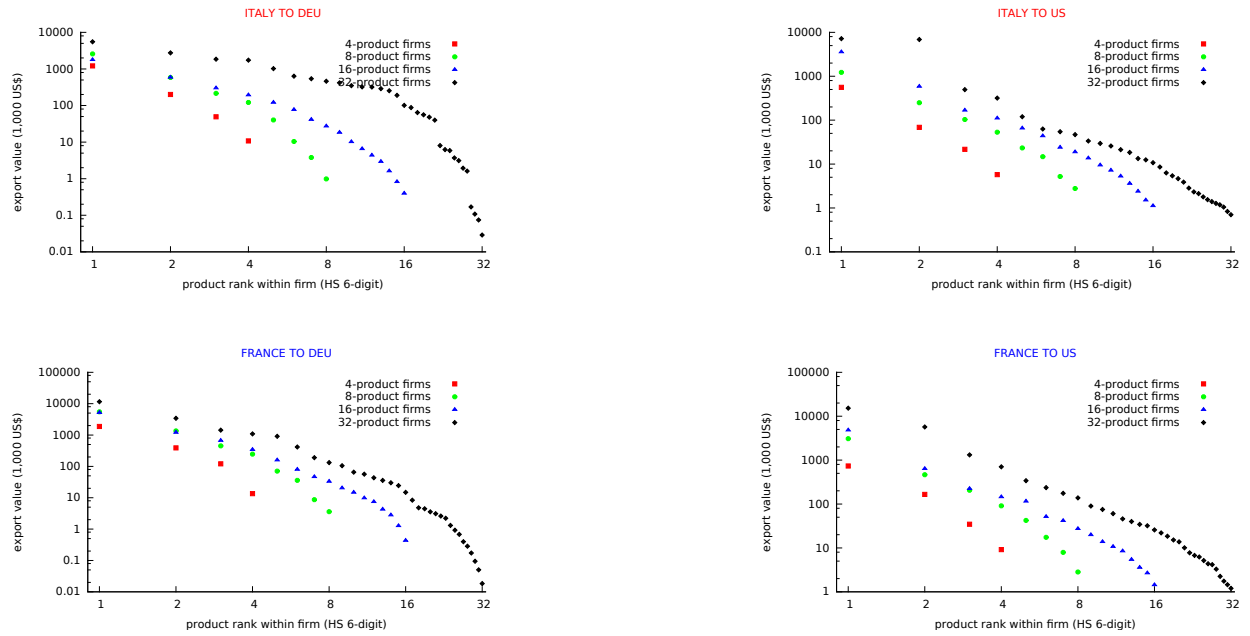 ITALY TO DEU
export value (1,000 US$)
10000
1000
100
10
1
0.1
0.01
1 2 4 8 16 32
product rank within firm (HS 6-digit)
4-product firms
8-product firms
16-product firms
32-product firms
ITALY TO US
export value (1,000 US$)
10000
1000
100
10
1
0.1
1 2 4 8 16 32
product rank within firm (HS 6-digit)
4-product firms
8-product firms
16-product firms
32-product firms
FRANCE TO DEU
export value (1,000 US$)
100000
10000
1000
100
10
1
0.1
0.01
1 2 4 8 16 32
product rank within firm (HS 6-digit)
4-product firms
8-product firms
16-product firms
32-product firms
FRANCE TO US
export value (1,000 US$)
100000
10000
1000
100
10
1
1 2 4 8 16 32
product rank within firm (HS 6-digit)
4-product firms
8-product firms
16-product firms
32-product firms